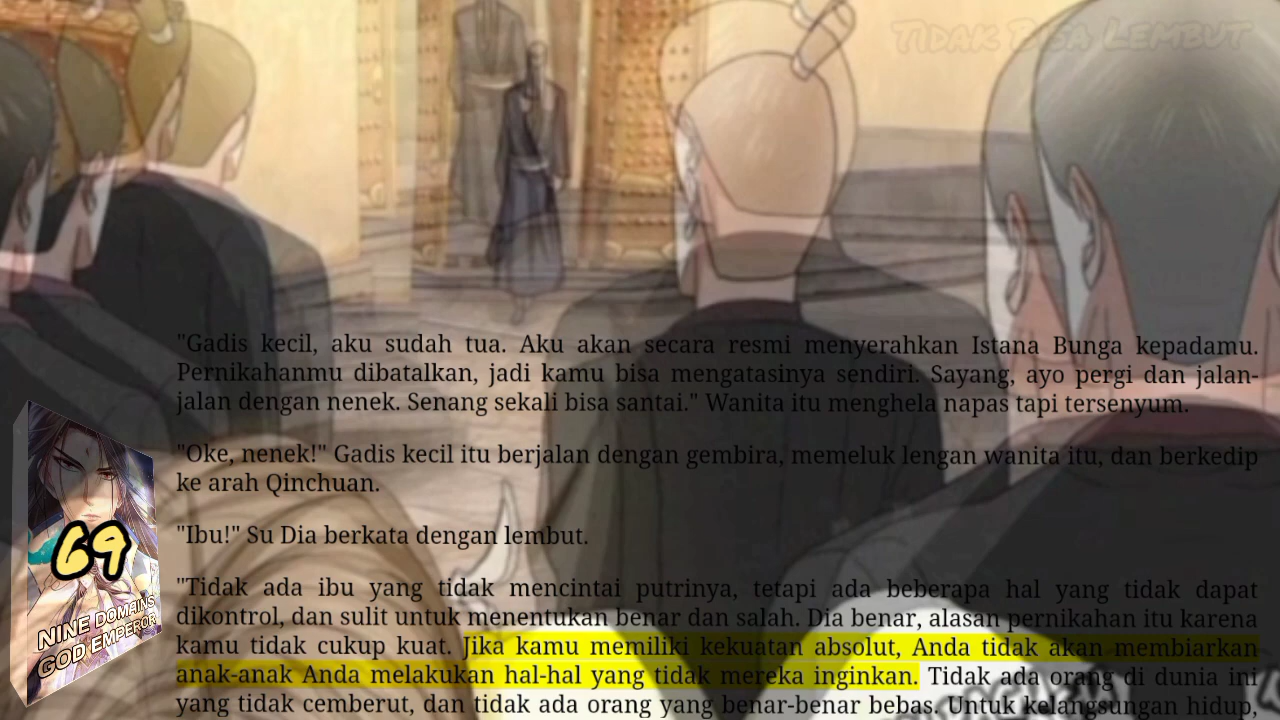 TIDAK BISA LEMBUT
"Gadis kecil, aku sudah tua. Aku akan secara resmi menyerahkan Istana Bunga kepadamu.
Pernikahanmu dibatalkan, jadi kamu bisa mengatasinya sendiri. Sayang, ayo pergi dan jalan-
jalan dengan nenek. Senang sekali bisa santai." Wanita itu menghela napas tapi tersenyum.
"Oke, nenek!" Gadis kecil itu berjalan dengan gembira, memeluk lengan wanita itu, dan berkedip
ke arah Qinchuan.
"Ibu!" Su Dia berkata dengan lembut.
"Tidak ada ibu yang tidak mencintai putrinya, tetapi ada beberapa hal yang tidak dapat
dikontrol, dan sulit untuk menentukan benar dan salah. Dia benar, alasan pernikahan itu karena
kamu tidak cukup kuat. Jika kamu memiliki kekuatan absolut, Anda tidak akan membiarkan
anak-anak Anda melakukan hal-hal yang tidak mereka inginkan. Tidak ada orang di dunia ini
yang tidak cemberut, dan tidak ada orang yang benar-benar bebas. Untuk kelangsungan hidup,
69
NINE DOMAINS
GOD EMPEROR